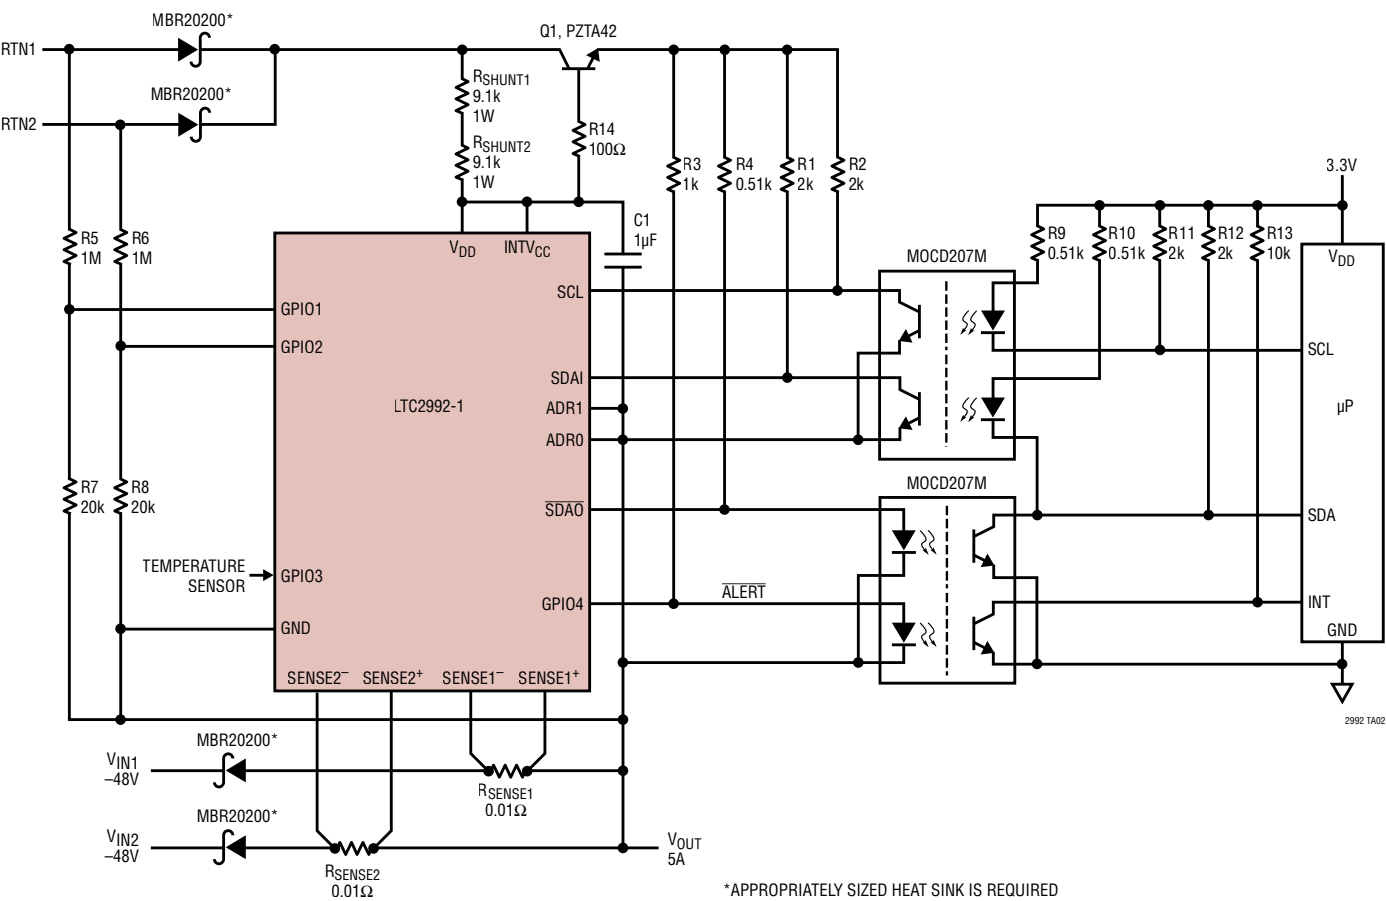 MBR20200*
RTN1
MBR20200*
RTN2
Q1, PZTA42
RSHUNT1
9.1k
1W
RSHUNT2
9.1k
1W
R14
100Ω
R3
1k
R4
0.51k
R1
2k
R2
2k
3.3V
R5
1M
R6
1M
C1
1µF
VDD
INTVCC
MOCD207M
R9
0.51k
R10
0.51k
R11
2k
R12
2k
R13
10k
VDD
SCL
GPIO1
GPIO2
SCL
SDAI
LTC2992-1
ADR1
µP
ADR0
R7
20k
R8
20k
MOCD207M
SDAO
SDA
TEMPERATURE
SENSOR
GPIO3
GPIO4
ALERT
INT
GND
GND
SENSE2–
SENSE2+
SENSE1–
SENSE1+
2992 TA02
MBR20200*
VIN1
–48V
RSENSE1
0.01Ω
MBR20200*
VIN2
–48V
VOUT
5A
RSENSE2
0.01Ω
*APPROPRIATELY SIZED HEAT SINK IS REQUIRED